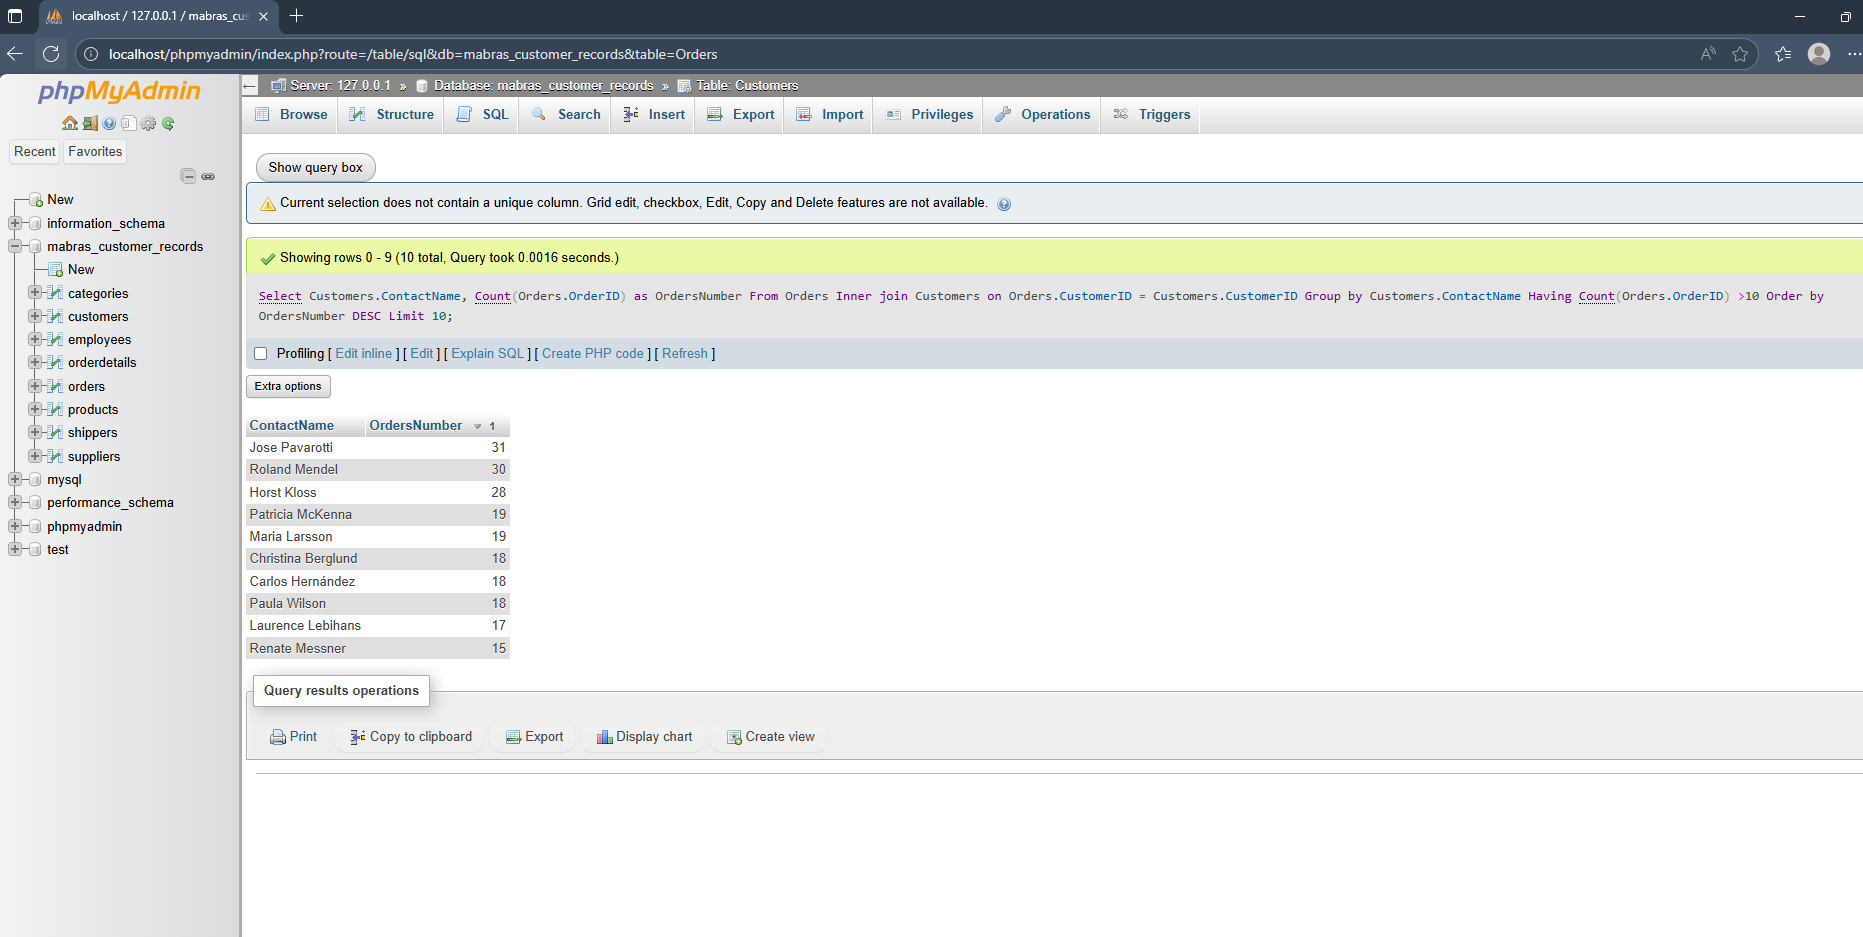 localhost / 127.0.0.1 / mabras_cus
localhost/phpmyadmin/index.php?route=/table/sql&db=mabras_customer_records&table=Orders
phpMyAdmin
Recent Favorites
New
information_schema
mabras_customer_records
New
categories
customers
employees
orderdetails
orders
products
shippers
suppliers
mysql
performance_schema
phpmyadmin
test
Server: 127.0.0.1 » Database: mabras_customer_records » Table: Customers
Browse Structure SQL Search Insert Export Import Privileges Operations Triggers
Show query box
Current selection does not contain a unique column. Grid edit, checkbox, Edit, Copy and Delete features are not available.
Showing rows 0 - 9 (10 total, Query took 0.0016 seconds.)
Select Customers.ContactName, Count(Orders.OrderID) as OrdersNumber From Orders Inner join Customers on Orders.CustomerID = Customers.CustomerID Group by Customers.ContactName Having Count(Orders.OrderID) >10 Order by
OrdersNumber DESC Limit 10;
Profiling [ Edit inline ] [ Edit ] [ Explain SQL ] [ Create PHP code ] [ Refresh ]
Extra options
ContactName OrdersNumber 1
Jose Pavarotti 31
Roland Mendel 30
Horst Kloss 28
Patricia McKenna 19
Maria Larsson 19
Christina Berglund 18
Carlos Hernández 18
Paula Wilson 18
Laurence Lebihans 17
Renate Messner 15
Query results operations
Print Copy to clipboard Export Display chart Create view